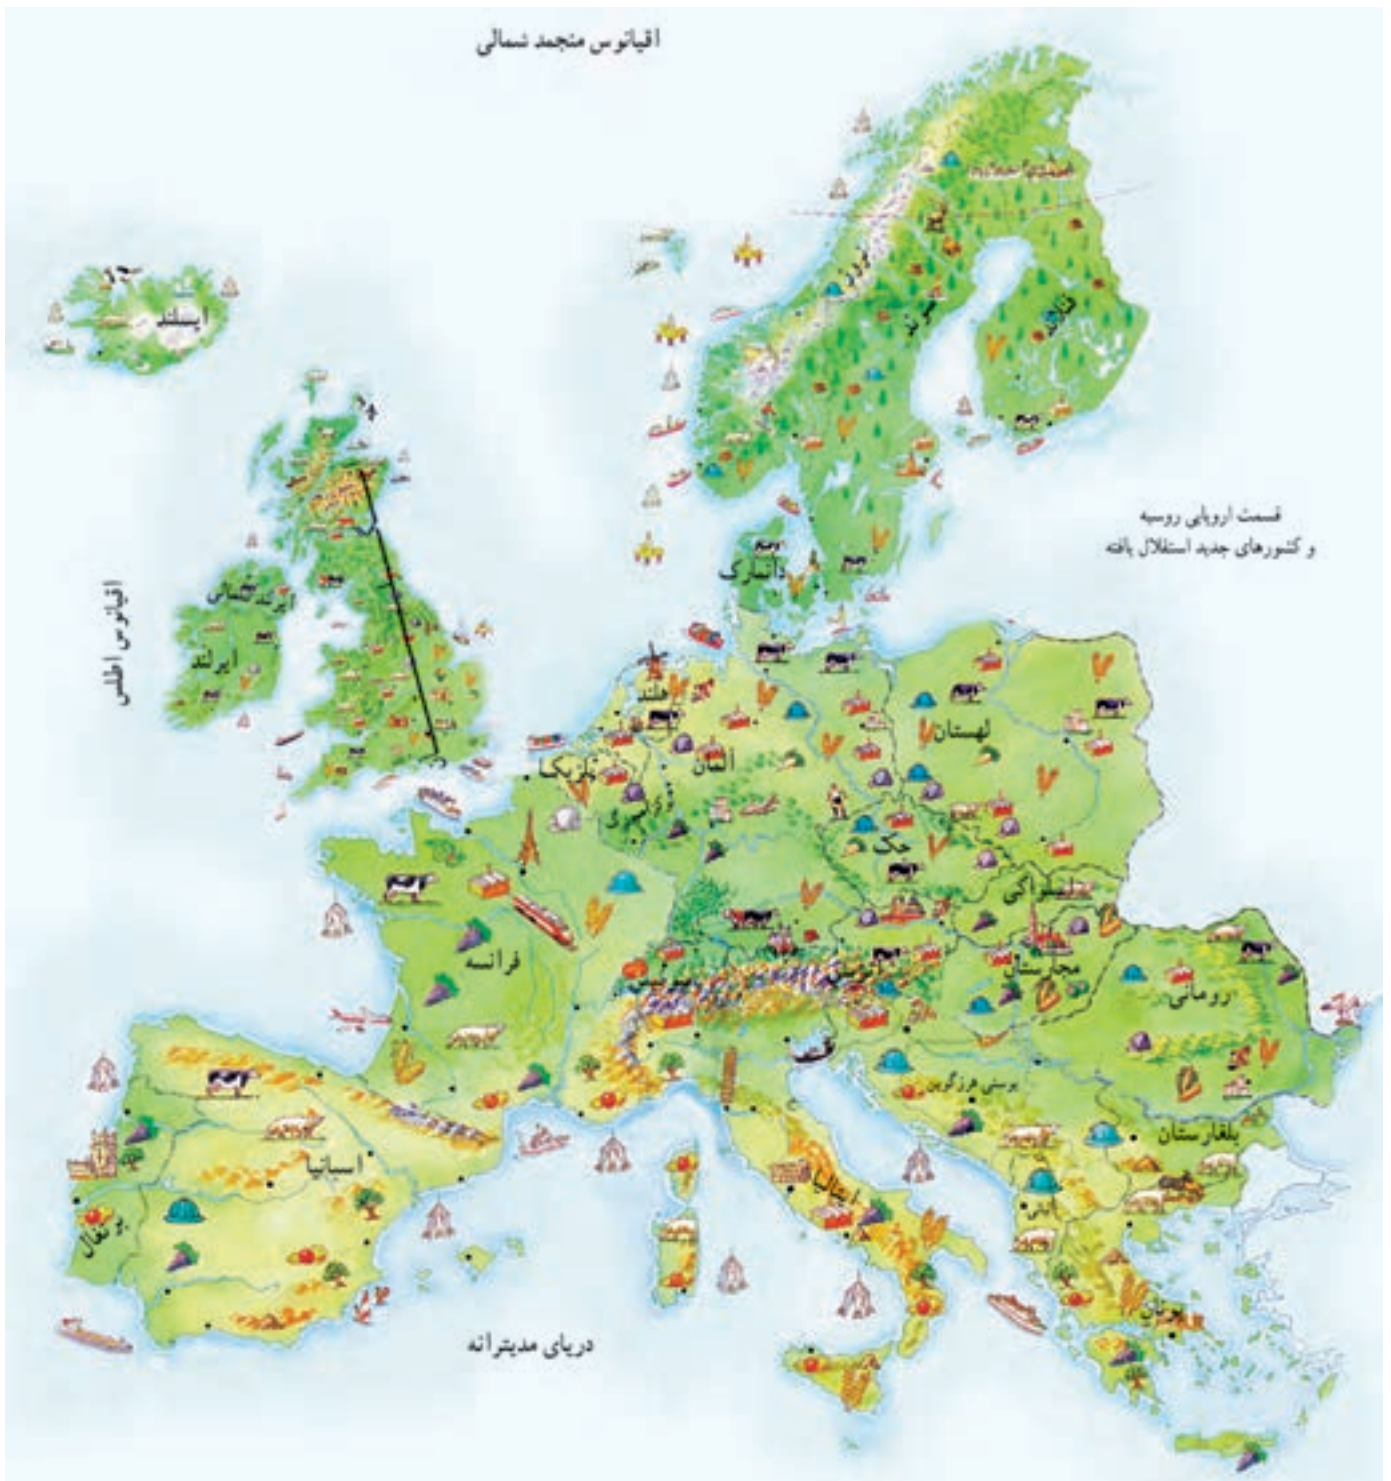 اقیانوس منجمد شمالی
نروژ
سوئد
فنلاند
ایسلند
قسمت اروپایی روسیه
و کشورهای جدید استقلال یافته
اقیانوس اطلس
ایرلند شمالی
ایرلند
دانمارک
هلند
لهستان
آلمان
بلژیک
چک
اسلواکی
فرانسه
سوئیس
اتریش
مجارستان
رومانی
بوسنی هرزگوین
بلغارستان
اسپانیا
پرتغال
ایتالیا
آلبانی
یونان
دریای مدیترانه